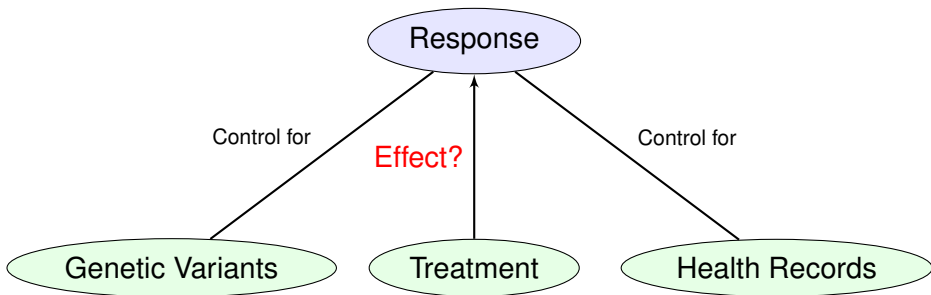 Response
Control for
Control for
Effect?
Genetic Variants
Treatment
Health Records